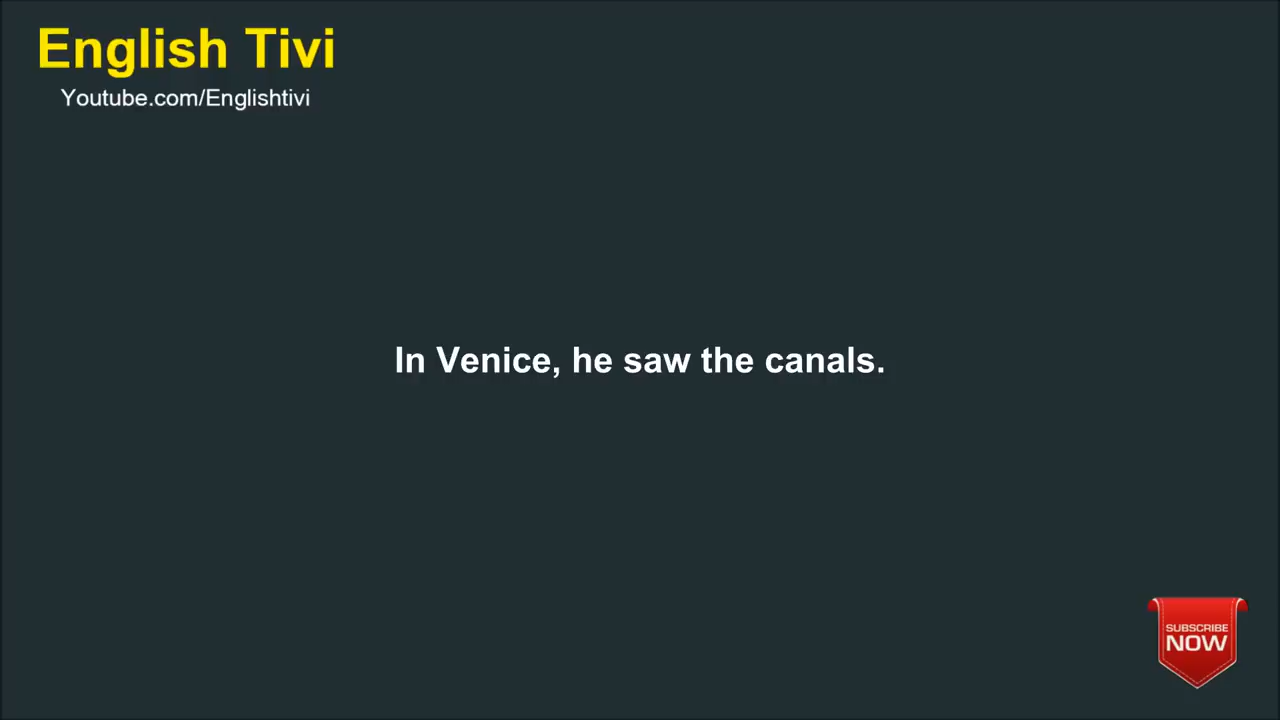 English Tivi
Youtube.com/Englishtivi
In Venice, he saw the canals.
SUBSCRIBE
NOW